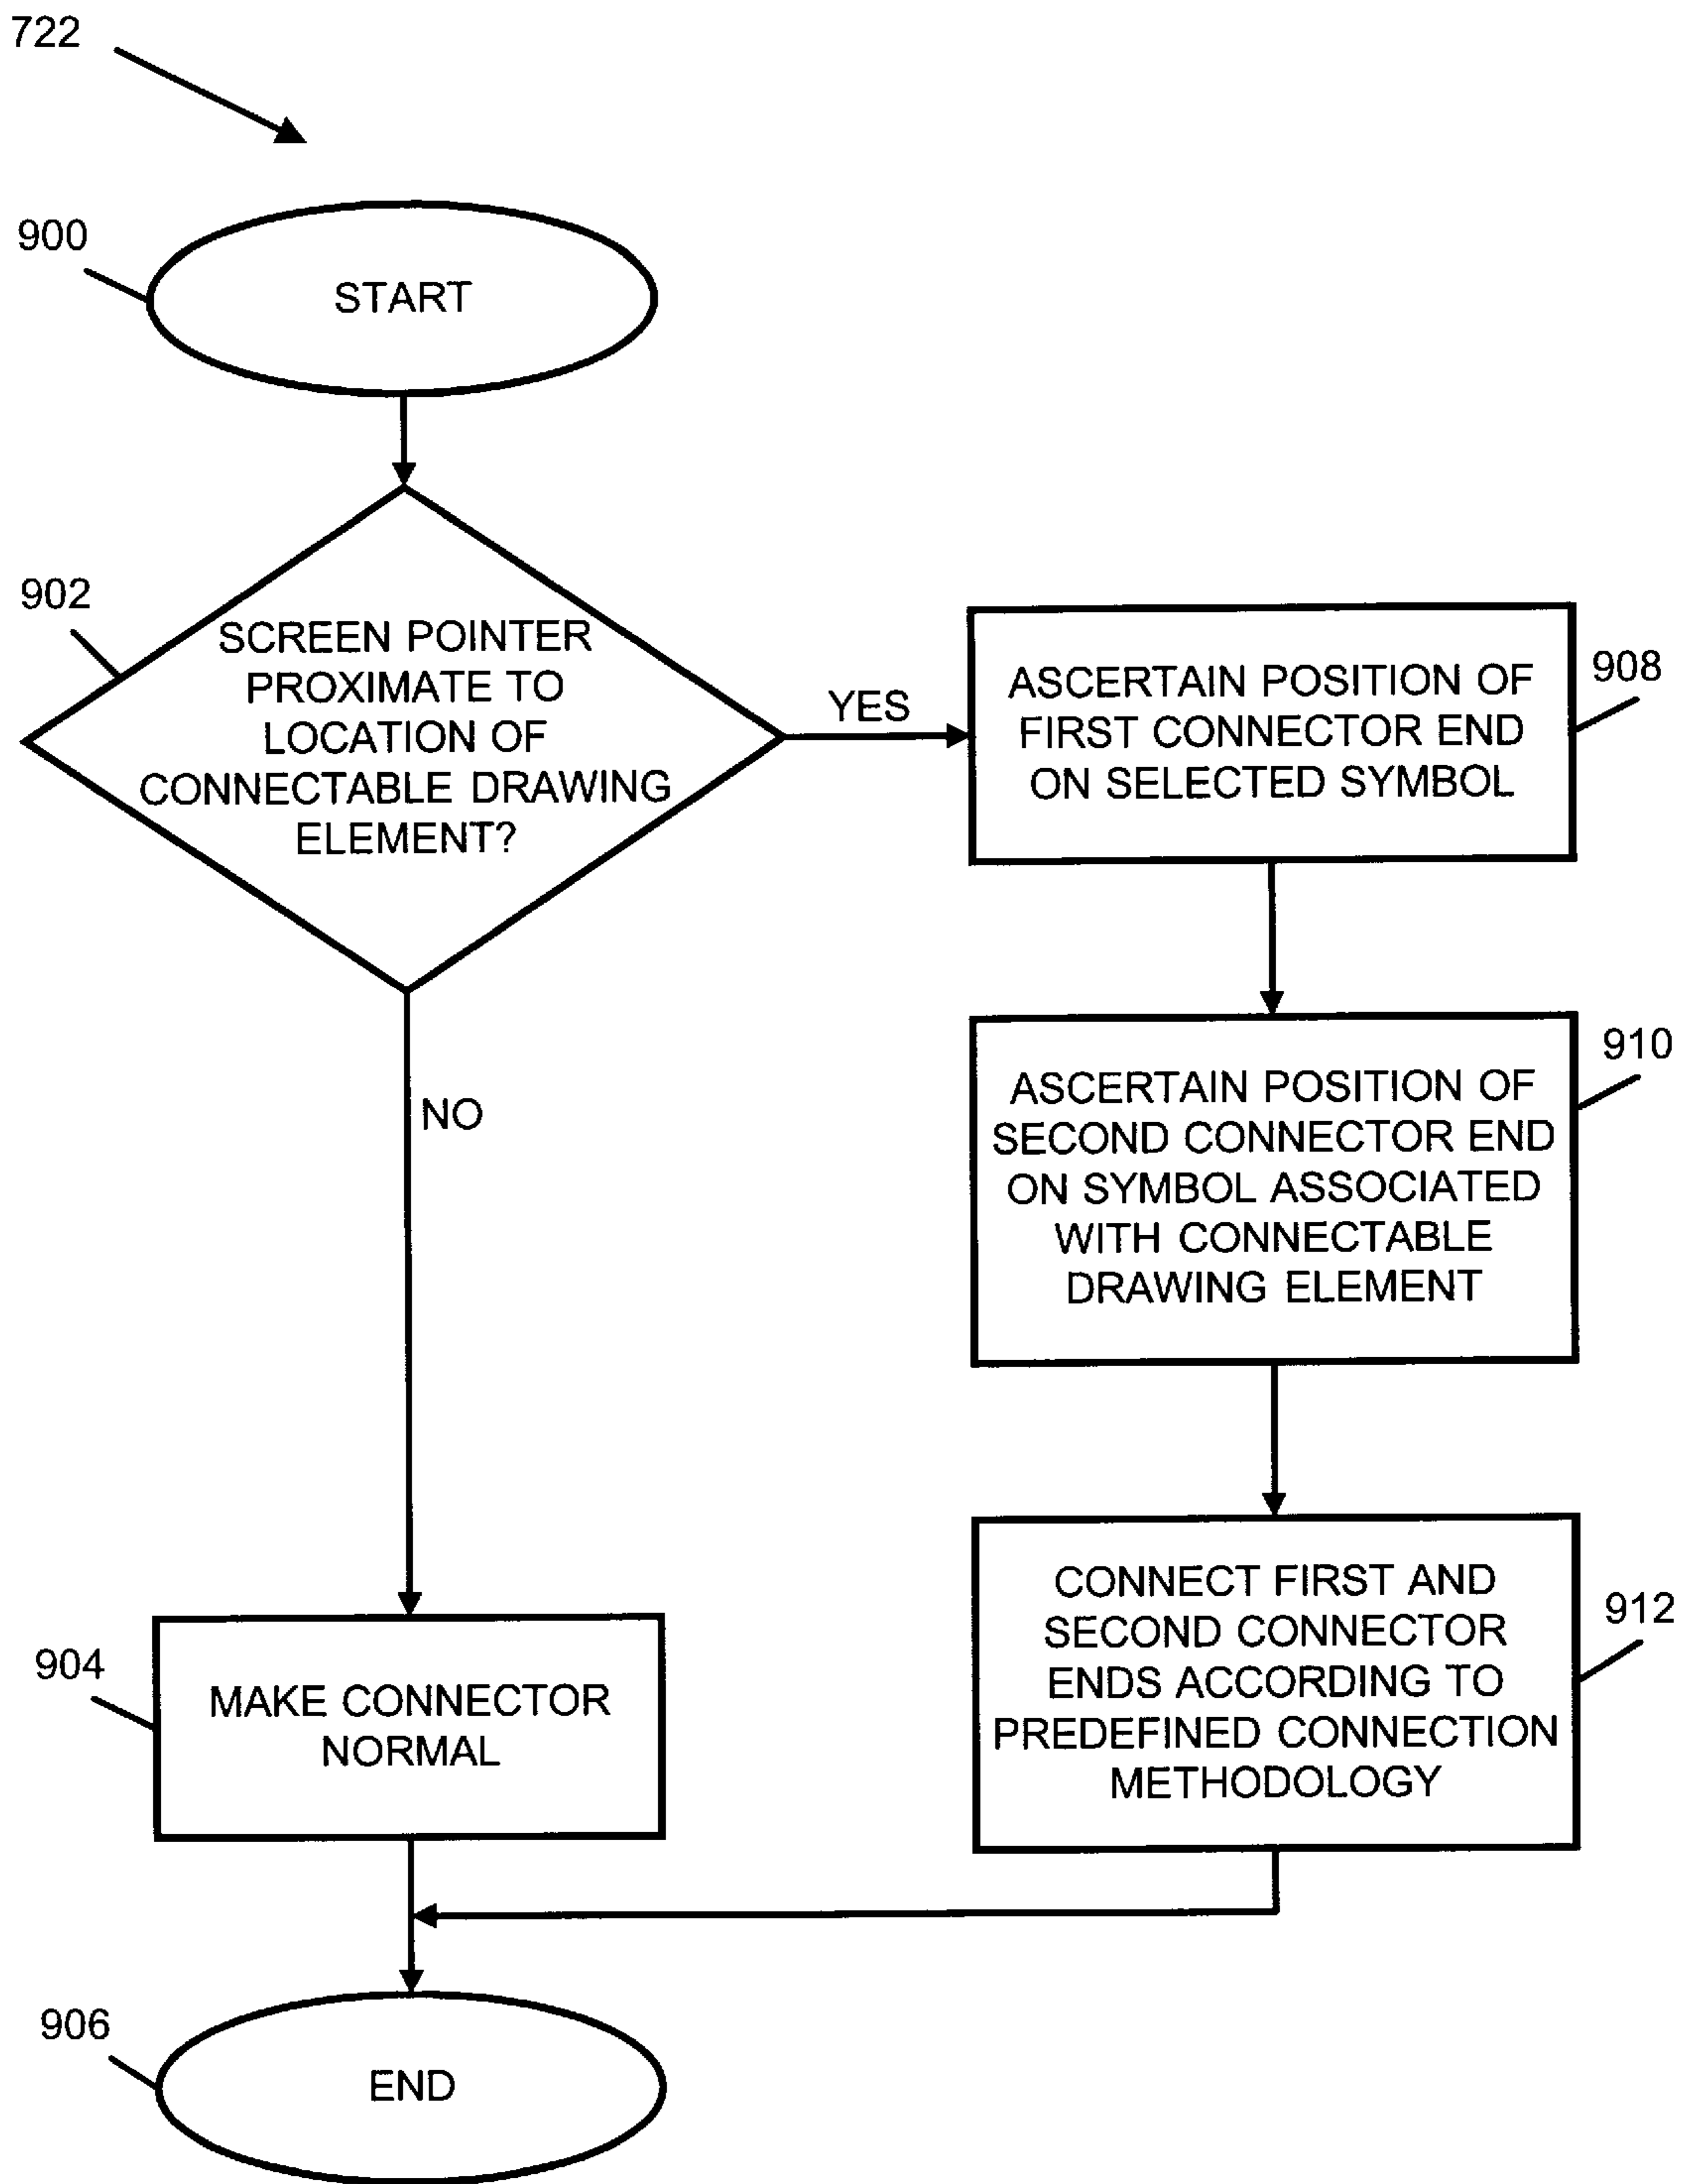 722
900
START
902
SCREEN POINTER
PROXIMATE TO
LOCATION OF
CONNECTABLE DRAWING
ELEMENT?
YES
908
ASCERTAIN POSITION OF
FIRST CONNECTOR END
ON SELECTED SYMBOL
910
ASCERTAIN POSITION OF
SECOND CONNECTOR END
ON SYMBOL ASSOCIATED
WITH CONNECTABLE
DRAWING ELEMENT
NO
912
CONNECT FIRST AND
SECOND CONNECTOR
ENDS ACCORDING TO
PREDEFINED CONNECTION
METHODOLOGY
904
MAKE CONNECTOR
NORMAL
906
END